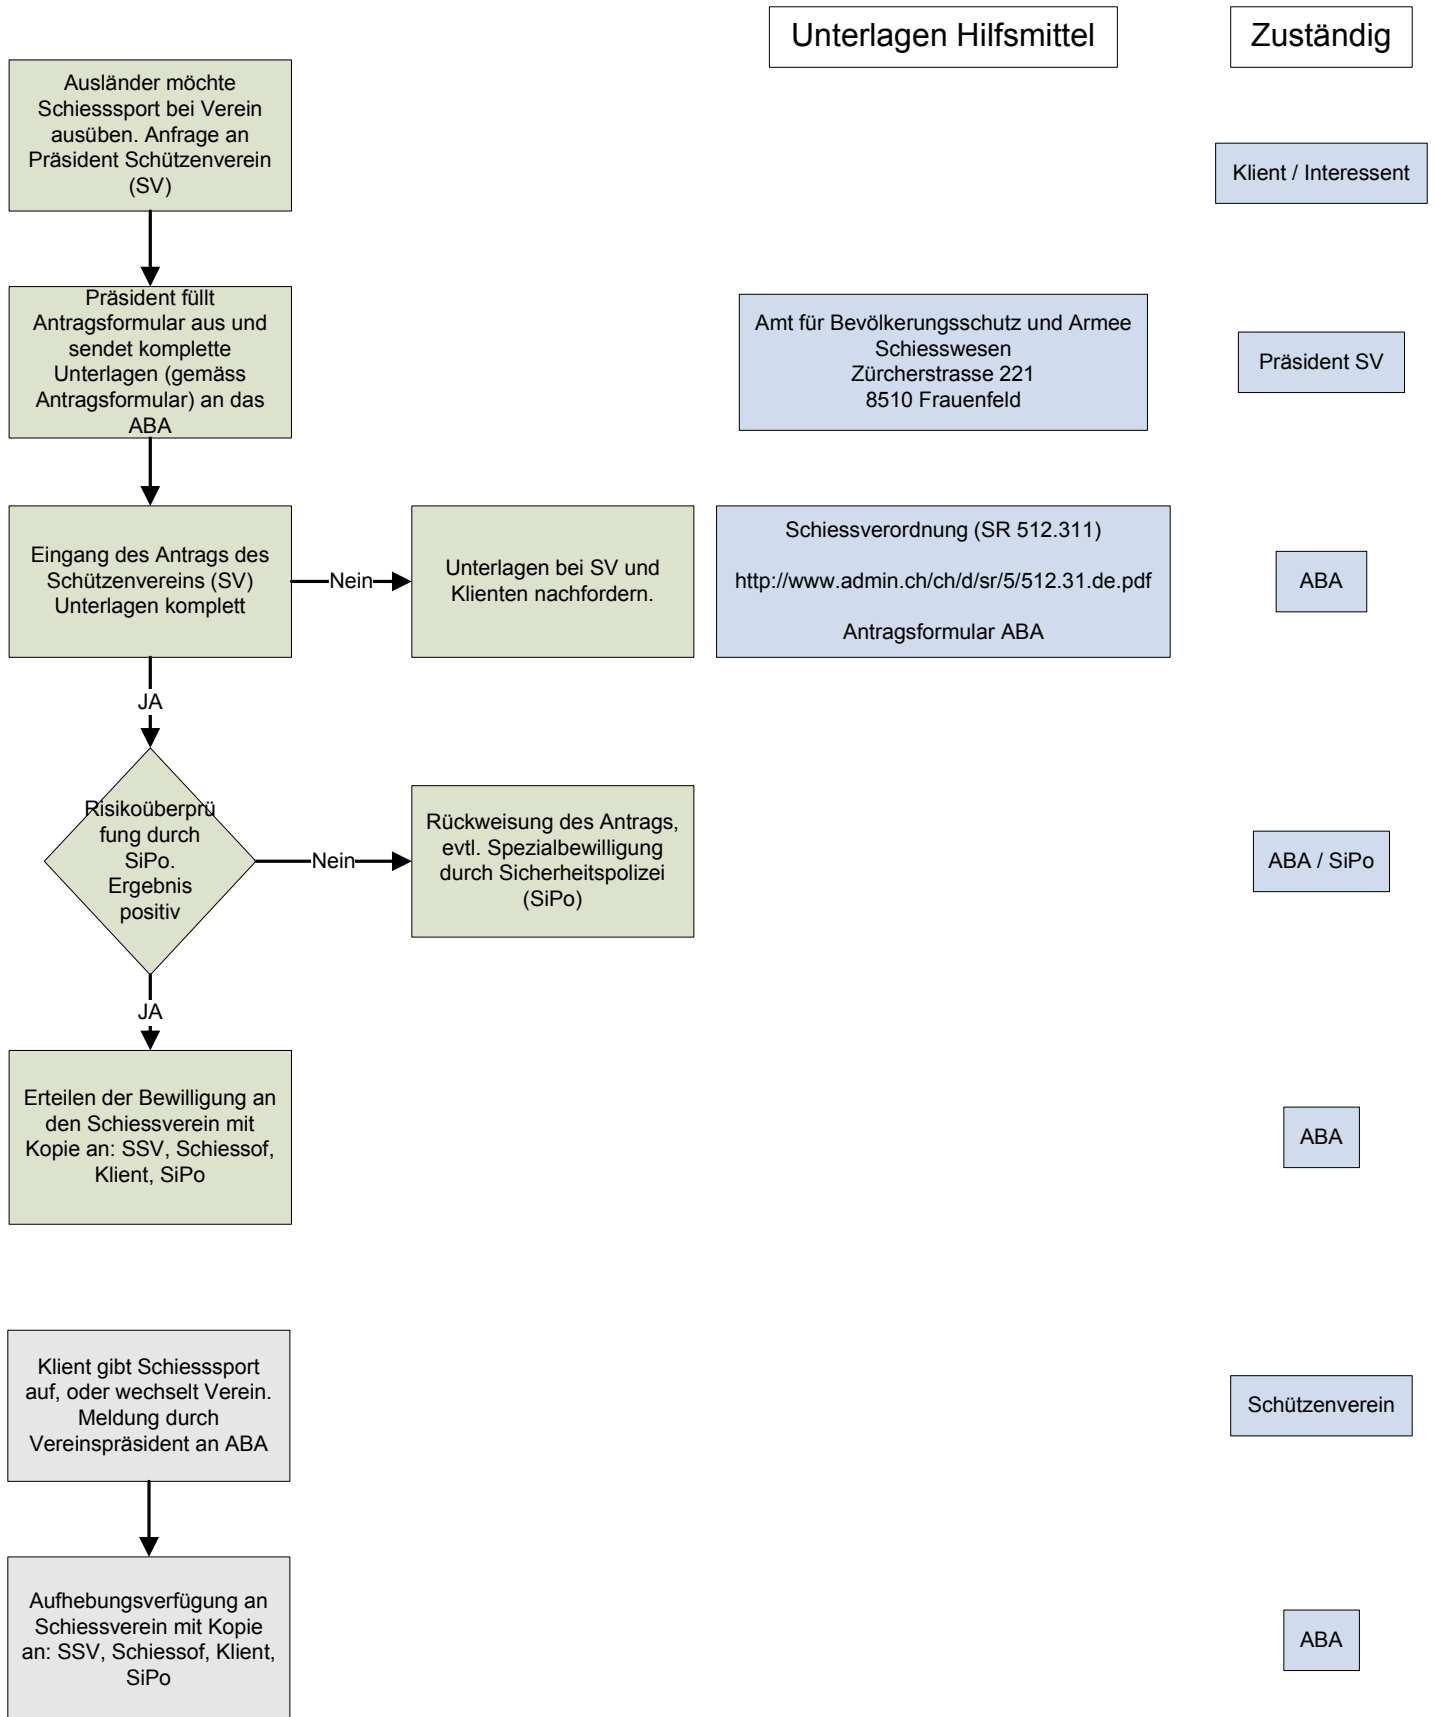 Unterlagen Hilfsmittel
Zuständig
Ausländer möchte
Schiesssport bei Verein
ausüben. Anfrage an
Präsident Schützenverein
(SV)
Klient / Interessent
Präsident füllt
Antragsformular aus und
sendet komplette
Unterlagen (gemäss
Antragsformular) an das
ABA
Amt für Bevölkerungsschutz und Armee
Schiesswesen
Zürcherstrasse 221
8510 Frauenfeld
Präsident SV
Eingang des Antrags des
Schützenvereins (SV)
Unterlagen komplett
Nein
Unterlagen bei SV und
Klienten nachfordern.
Schiessverordnung (SR 512.311)
http://www.admin.ch/ch/d/sr/5/512.31.de.pdf
Antragsformular ABA
ABA
JA
Risikoüberprü
fung durch
SiPo.
Ergebnis
positiv
Nein
Rückweisung des Antrags,
evtl. Spezialbewilligung
durch Sicherheitspolizei
(SiPo)
ABA / SiPo
JA
Erteilen der Bewilligung an
den Schiessverein mit
Kopie an: SSV, Schiessof,
Klient, SiPo
ABA
Klient gibt Schiesssport
auf, oder wechselt Verein.
Meldung durch
Vereinspräsident an ABA
Schützenverein
Aufhebungsverfügung an
Schiessverein mit Kopie
an: SSV, Schiessof, Klient,
SiPo
ABA